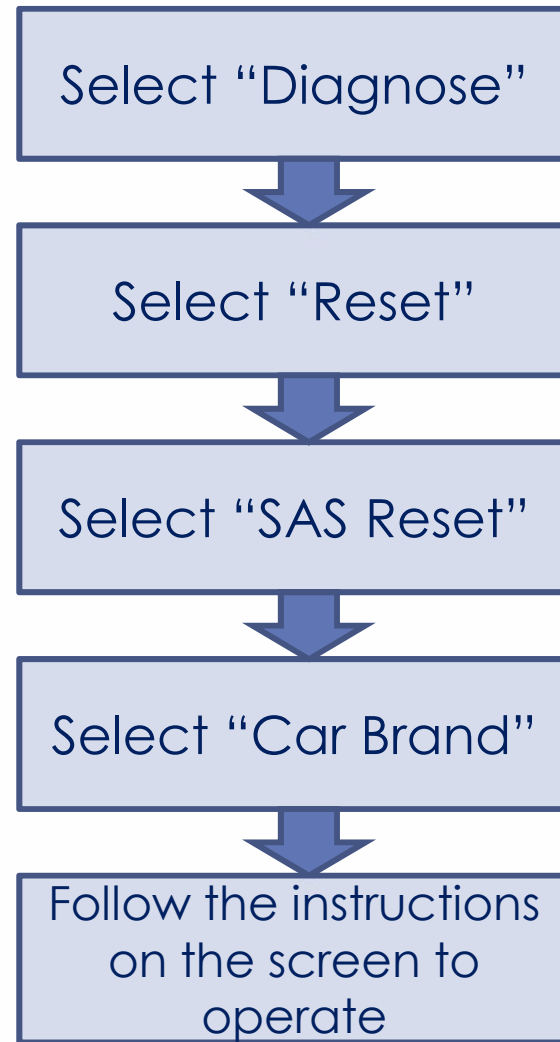 Select “Diagnose”
Select “Reset”
Select “SAS Reset”
Select “Car Brand”
Follow the instructions
on the screen to
operate